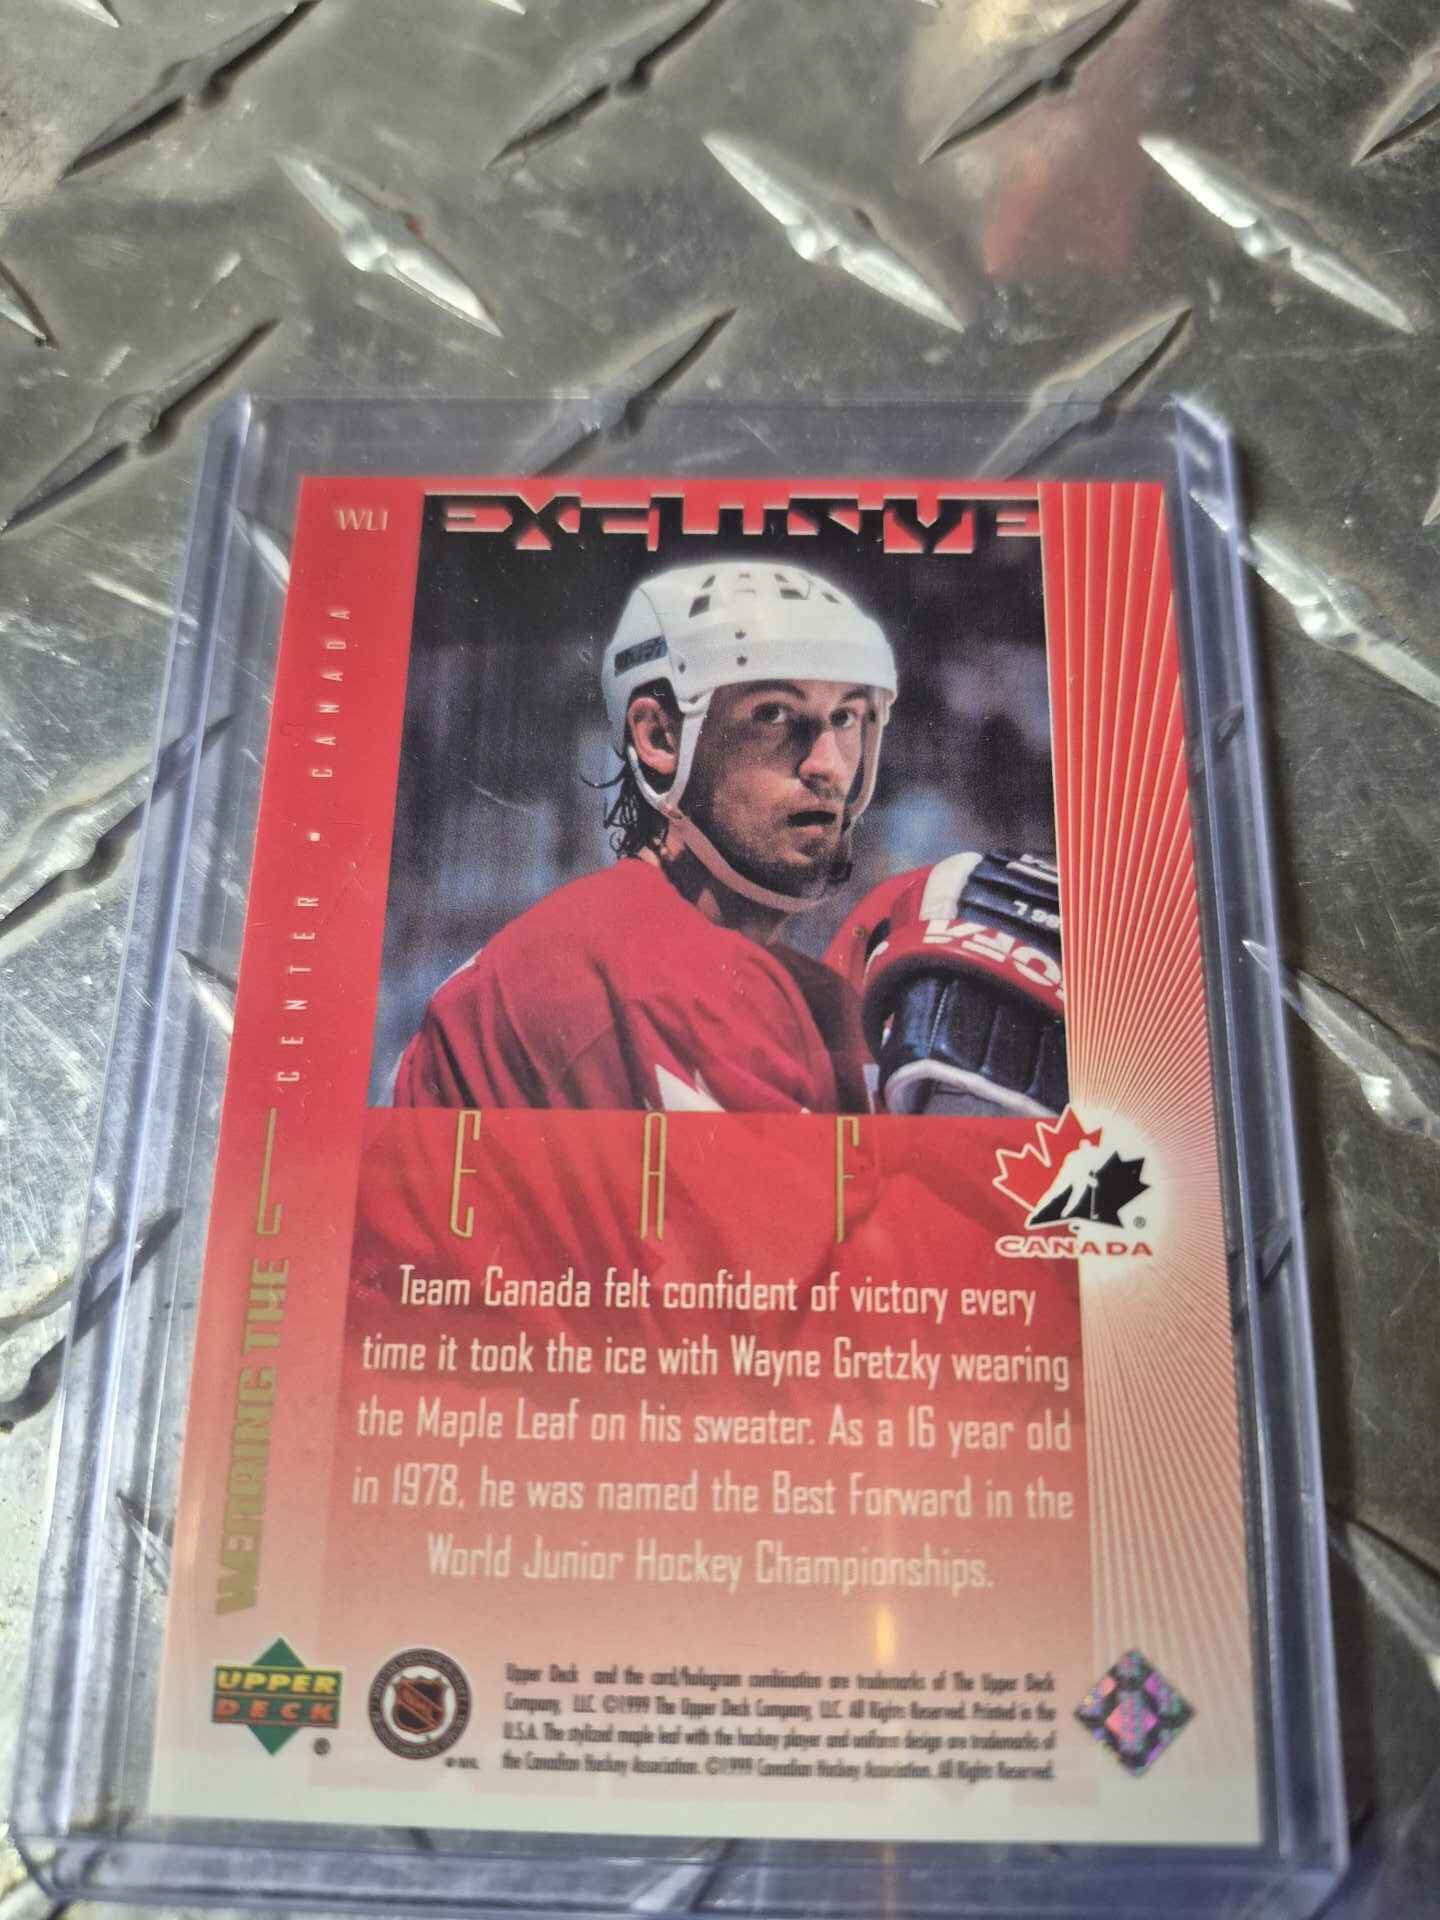 WL1
EXCLUSIVE
CENTER • CANADA
WEARING THE LEAF
JOFA
CANADA
®
Team Canada felt confident of victory every
time it took the ice with Wayne Gretzky wearing
the Maple Leaf on his sweater. As a 16 year old
in 1978, he was named the Best Forward in the
World Junior Hockey Championships.
UPPER
DECK
®
Upper Deck and the card/hologram combination are trademarks of The Upper Deck
Company, LLC. ©1999 The Upper Deck Company, LLC. All Rights Reserved. Printed in the
U.S.A. The stylized maple leaf with the hockey player and uniform design are trademarks of
the Canadian Hockey Association. ©1999 Canadian Hockey Association. All Rights Reserved.